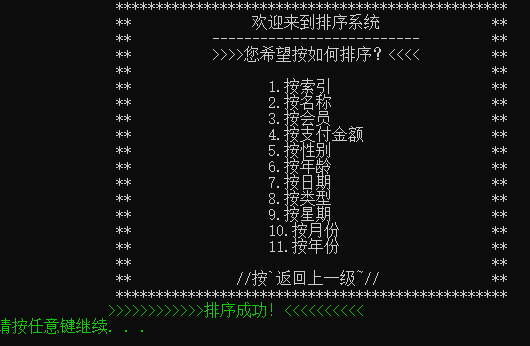 *************************************************
** 欢迎来到排序系统 **
** -------------------------- **
** >>>>您希望按如何排序？<<<< **
** **
** 1.按索引 **
** 2.按名称 **
** 3.按会员 **
** 4.按支付金额 **
** 5.按性别 **
** 6.按年龄 **
** 7.按日期 **
** 8.按类型 **
** 9.按星期 **
** 10.按月份 **
** 11.按年份 **
** **
** //按`返回上一级~// **
*************************************************
>>>>>>>>>>>>排序成功! <<<<<<<<<<
请按任意键继续. . .